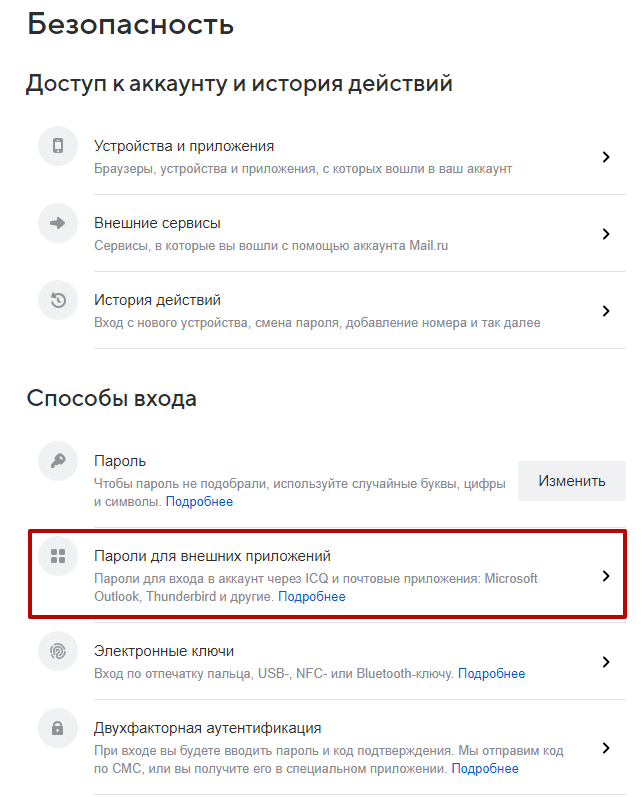 Безопасность
Доступ к аккаунту и история действий
Устройства и приложения
Браузеры, устройства и приложения, с которых вошли в ваш аккаунт
Внешние сервисы
Сервисы, в которые вы вошли с помощью аккаунта Mail.ru
История действий
Вход с нового устройства, смена пароля, добавление номера и так далее
Способы входа
Пароль
Чтобы пароль не подобрали, используйте случайные буквы, цифры
и символы. Подробнее
Изменить
Пароли для внешних приложений
Пароли для входа в аккаунт через ICQ и почтовые приложения: Microsoft
Outlook, Thunderbird и другие. Подробнее
Электронные ключи
Вход по отпечатку пальца, USB-, NFC- или Bluetooth-ключу. Подробнее
Двухфакторная аутентификация
При входе вы будете вводить пароль и код подтверждения. Мы отправим код
по СМС, или вы получите его в специальном приложении. Подробнее